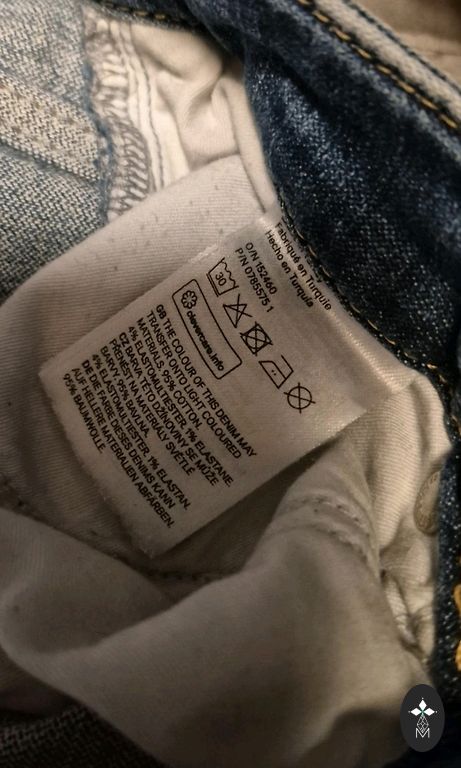 Fabriqué en Turquie
Hecho en Turquía
O/N 152460
P/N 0785575 1
30
clevercare.info
GB THE COLOUR OF THIS DENIM MAY
TRANSFER ONTO LIGHT COLOURED
MATERIALS. 95% COTTON,
4% ELASTOMULTIESTER, 1% ELASTANE.
CZ BARVA TÉTO DŽÍNOVINY SE MŮŽE
PŘENÉST NA MATERIÁLY SVĚTLÉ
BARVY. 95% BAVLNA,
4% ELASTOMULTIESTER, 1% ELASTAN.
DE DIE FARBE DIESES DENIMS KANN
AUF HELLERE MATERIALIEN ABFÄRBEN.
95% BAUMWOLLE,
M